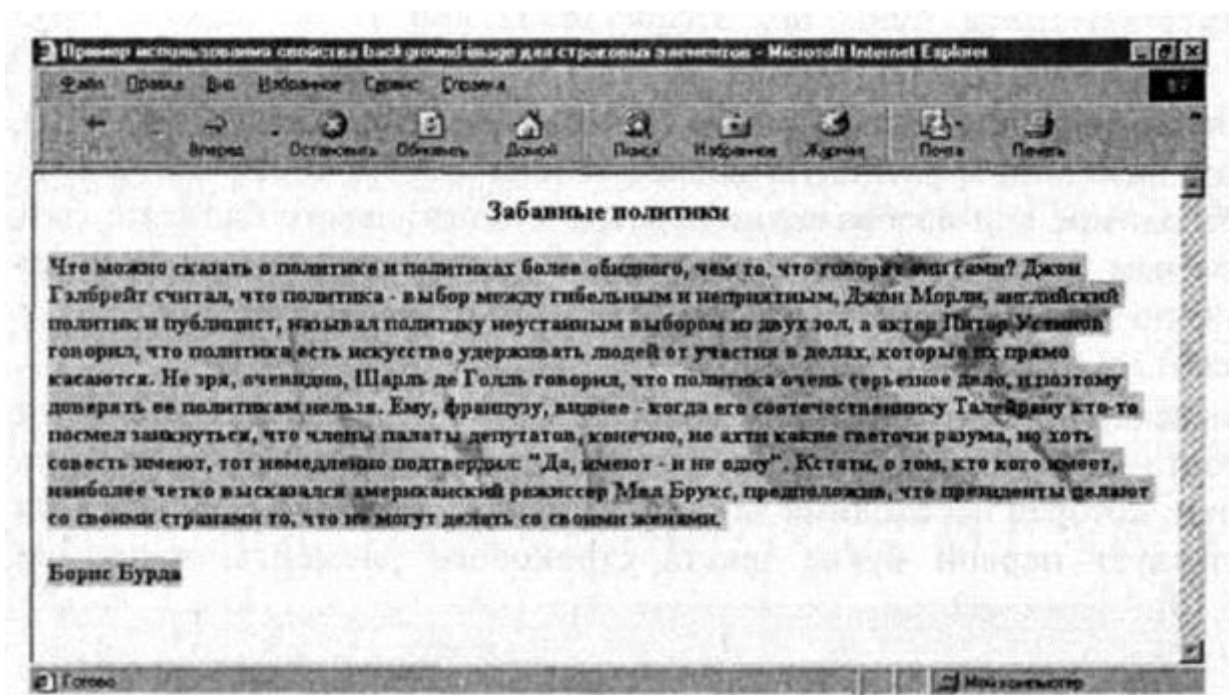 Пример использования свойства background-image для строковых элементов - Microsoft Internet Explorer
Файл Правка Вид Избранное Сервис Справка
Вперед Остановить Обновить Домой Поиск Избранное Журнал Почта Печать
Забавные политики
Что можно сказать о политике и политиках более обидного, чем то, что говорят они сами? Джон
Гэлбрейт считал, что политика - выбор между гибельным и неприятным, Джон Морли, английский
политик и публицист, называл политику неустанным выбором из двух зол, а актер Питер Устинов
говорил, что политика есть искусство удерживать людей от участия в делах, которые их прямо
касаются. Не зря, очевидно, Шарль де Голль говорил, что политика очень серьезное дело, и поэтому
доверять ее политикам нельзя. Ему, французу, виднее - когда его соотечественнику Талейрану кто-то
посмел заикнуться, что члены палаты депутатов, конечно, не ахти какие светочи разума, но хоть
совесть имеют, тот немедленно подтвердил: "Да, имеют - и не одну". Кстати, о том, кто кого имеет,
наиболее четко высказался американский режиссер Мел Брукс, предположив, что президенты делают
со своими странами то, что не могут делать со своими женами.
Борис Бурда
Готово Мой компьютер